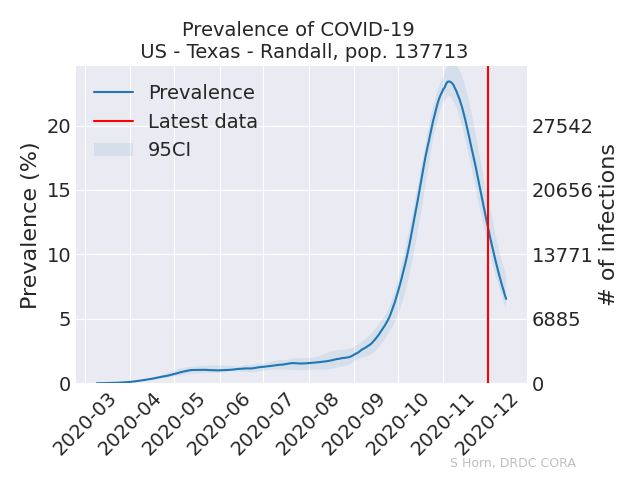 Prevalence of COVID-19
US - Texas - Randall, pop. 137713
Prevalence
Latest data
95CI
Prevalence (%)
20
15
10
5
0
27542
20656
13771
6885
0
# of infections
2020-03
2020-04
2020-05
2020-06
2020-07
2020-08
2020-09
2020-10
2020-11
2020-12
S Horn, DRDC CORA